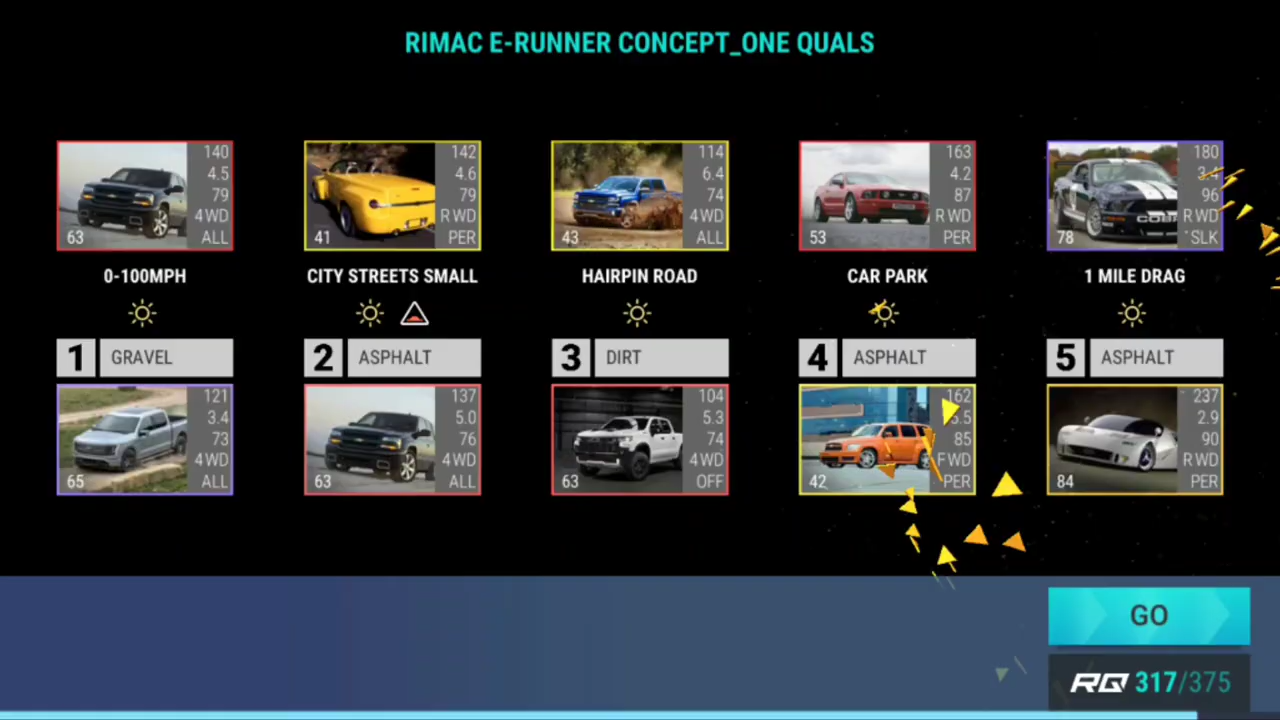 RIMAC E-RUNNER CONCEPT_ONE QUALS
140
4.5
79
4WD
63 ALL
142
4.6
79
RWD
41 PER
114
6.4
74
4WD
43 ALL
163
4.2
87
RWD
53 PER
180
3.4
96
RWD
78 SLK
0-100MPH
CITY STREETS SMALL
HAIRPIN ROAD
CAR PARK
1 MILE DRAG
1 GRAVEL
2 ASPHALT
3 DIRT
4 ASPHALT
5 ASPHALT
121
3.4
73
4WD
65 ALL
137
5.0
76
4WD
63 ALL
104
5.3
74
4WD
63 OFF
162
85
FWD
42 PER
237
2.9
90
RWD
84 PER
GO
RQ 317/375